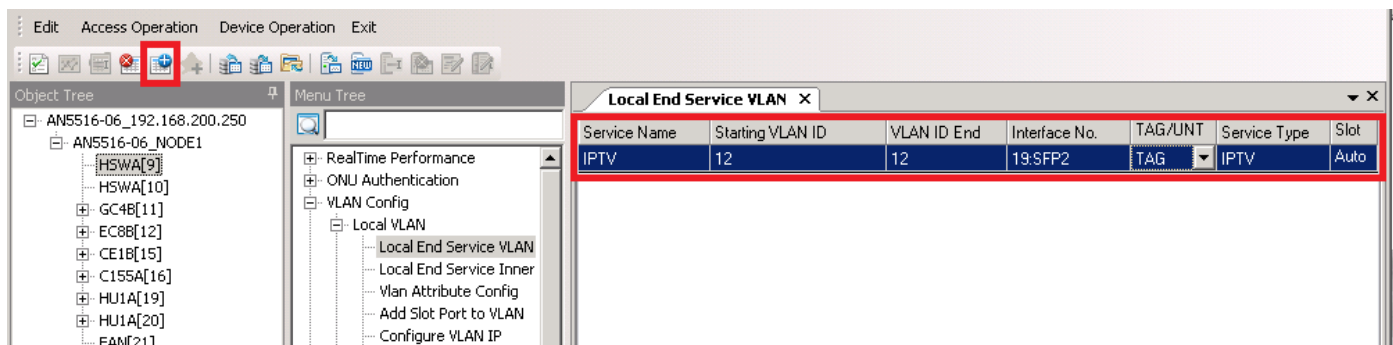 Edit Access Operation Device Operation Exit
NEW
Object Tree
AN5516-06_192.168.200.250
AN5516-06_NODE1
HSWA[9]
HSWA[10]
GC4B[11]
EC8B[12]
CE1B[15]
C155A[16]
HU1A[19]
HU1A[20]
FAN[21]
Menu Tree
RealTime Performance
ONU Authentication
VLAN Config
Local VLAN
Local End Service VLAN
Local End Service Inner
Vlan Attribute Config
Add Slot Port to VLAN
Configure VLAN IP
Local End Service VLAN X
Service Name Starting VLAN ID VLAN ID End Interface No. TAG/UNT Service Type Slot
IPTV 12 12 19:SFP2 TAG IPTV Auto